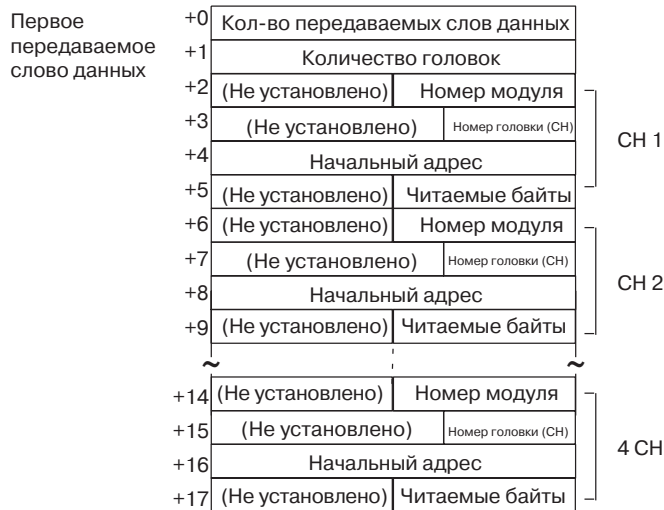 Первое
передаваемое
слово данных
+0 Кол-во передаваемых слов данных
+1 Количество головок
+2 (Не установлено) Номер модуля
+3 (Не установлено) Номер головки (CH)
+4 Начальный адрес
+5 (Не установлено) Читаемые байты
CH 1
+6 (Не установлено) Номер модуля
+7 (Не установлено) Номер головки (CH)
+8 Начальный адрес
+9 (Не установлено) Читаемые байты
CH 2
~ ~
+14 (Не установлено) Номер модуля
+15 (Не установлено) Номер головки (CH)
+16 Начальный адрес
+17 (Не установлено) Читаемые байты
4 CH